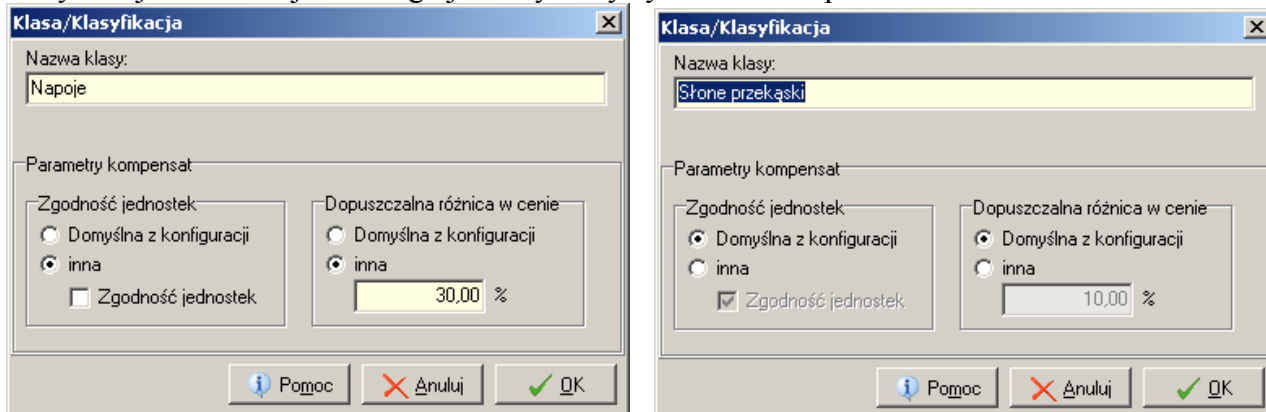 Klasa/Klasyfikacja
Nazwa klasy:
Napoje
Parametry kompensat
Zgodność jednostek
Domyślna z konfiguracji
inna
Zgodność jednostek
Dopuszczalna różnica w cenie
Domyślna z konfiguracji
inna
30,00 %
Pomoc
Anuluj
OK
Klasa/Klasyfikacja
Nazwa klasy:
Słone przekąski
Parametry kompensat
Zgodność jednostek
Domyślna z konfiguracji
inna
Zgodność jednostek
Dopuszczalna różnica w cenie
Domyślna z konfiguracji
inna
10,00 %
Pomoc
Anuluj
OK